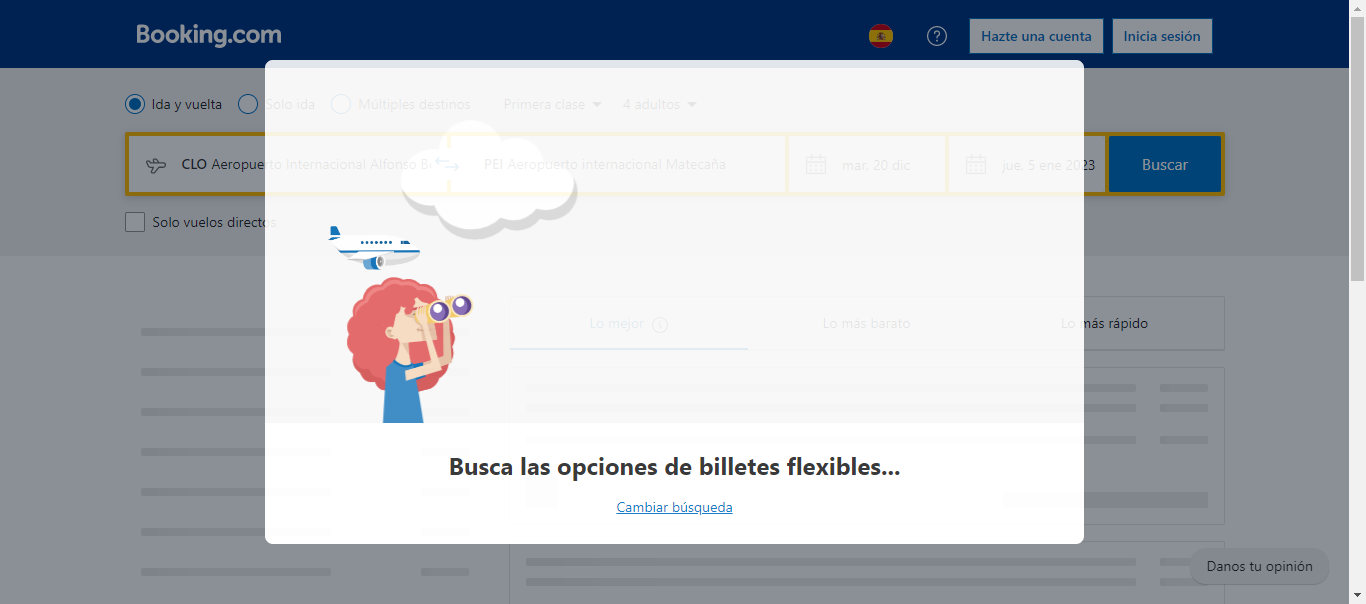 Booking.com
Hazte una cuenta
Inicia sesión
Ida y vuelta
Solo ida
Múltiples destinos
Primera clase
4 adultos
CLO Aeropuerto Internacional Alfonso B
PEI Aeropuerto internacional Matecaña
mar. 20 dic
jue. 5 ene 2023
Buscar
Solo vuelos directos
Lo mejor
Lo más barato
Lo más rápido
Busca las opciones de billetes flexibles...
Cambiar búsqueda
Danos tu opinión